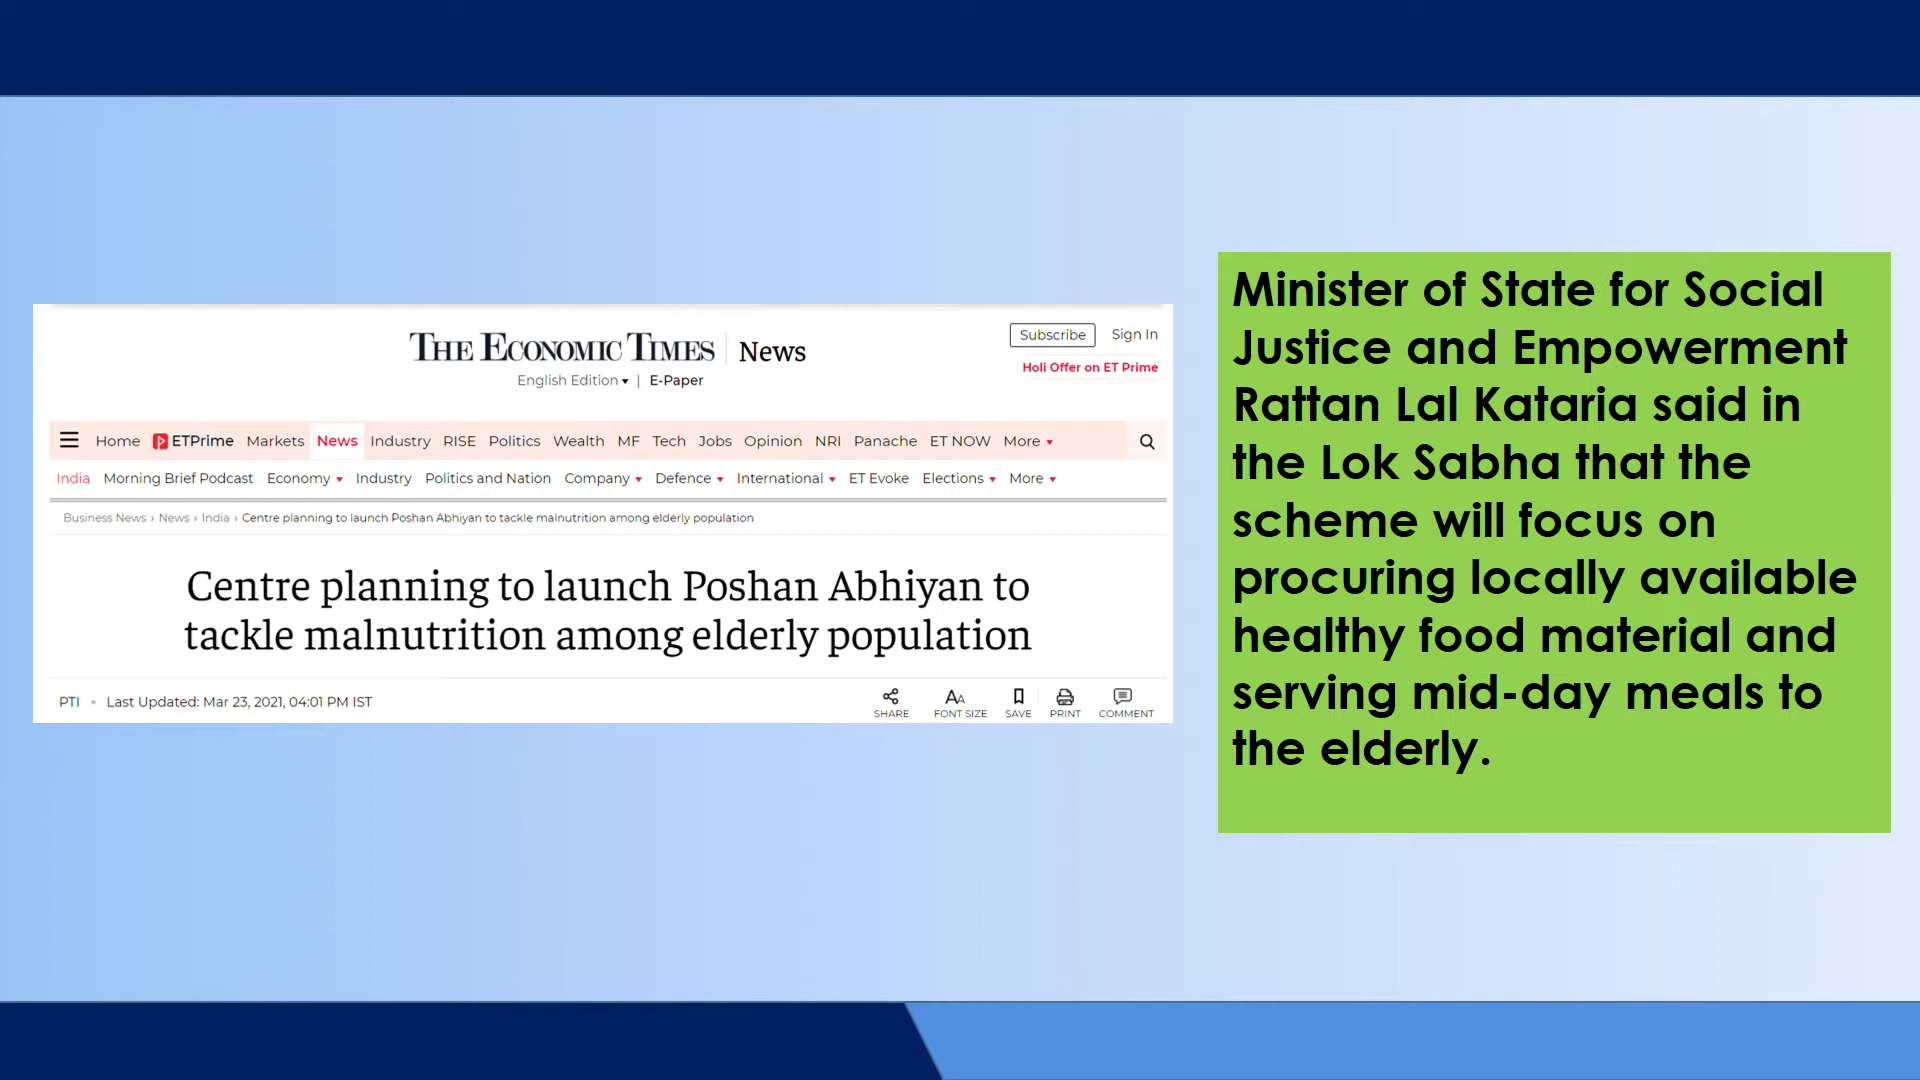 THE ECONOMIC TIMES News
English Edition | E-Paper
Subscribe Sign In
Holi Offer on ET Prime
Home ETPrime Markets News Industry RISE Politics Wealth MF Tech Jobs Opinion NRI Panache ET NOW More
India Morning Brief Podcast Economy Industry Politics and Nation Company Defence International ET Evoke Elections More
Business News › News › India › Centre planning to launch Poshan Abhiyan to tackle malnutrition among elderly population
Centre planning to launch Poshan Abhiyan to
tackle malnutrition among elderly population
PTI • Last Updated: Mar 23, 2021, 04:01 PM IST
SHARE FONT SIZE SAVE PRINT COMMENT
Minister of State for Social
Justice and Empowerment
Rattan Lal Kataria said in
the Lok Sabha that the
scheme will focus on
procuring locally available
healthy food material and
serving mid-day meals to
the elderly.